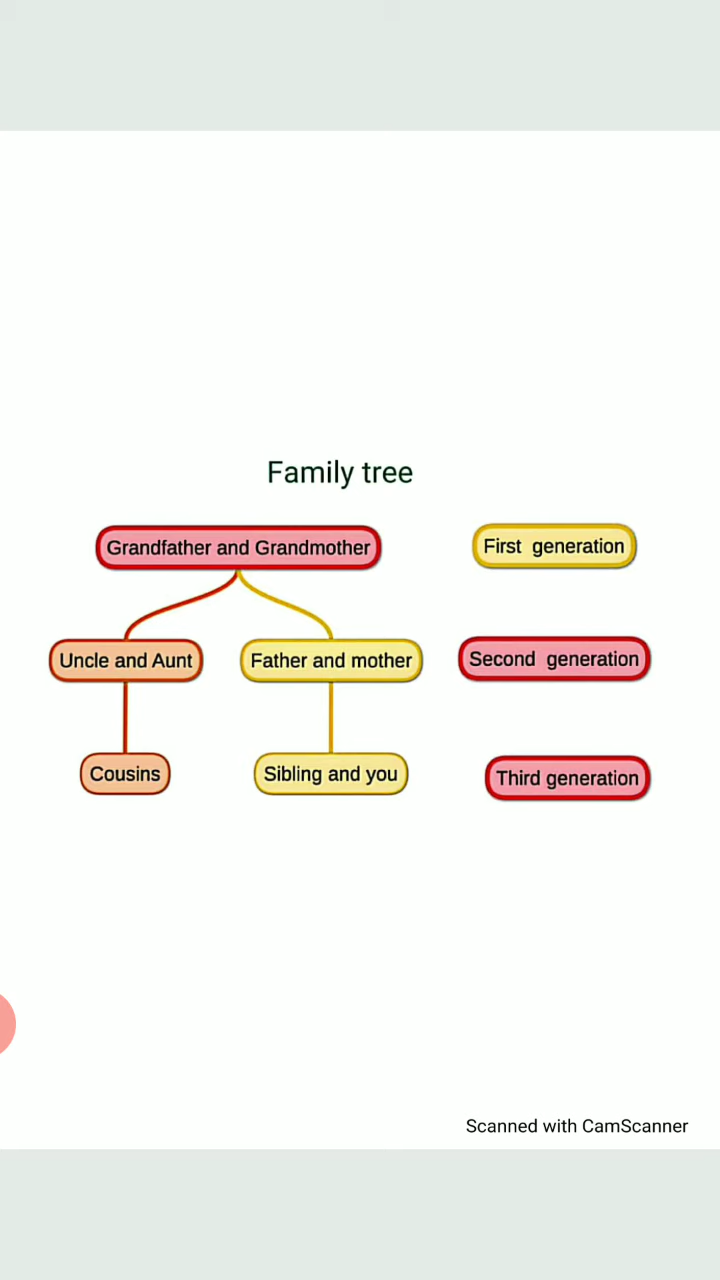 Family tree
Grandfather and Grandmother
First generation
Uncle and Aunt
Father and mother
Second generation
Cousins
Sibling and you
Third generation
Scanned with CamScanner